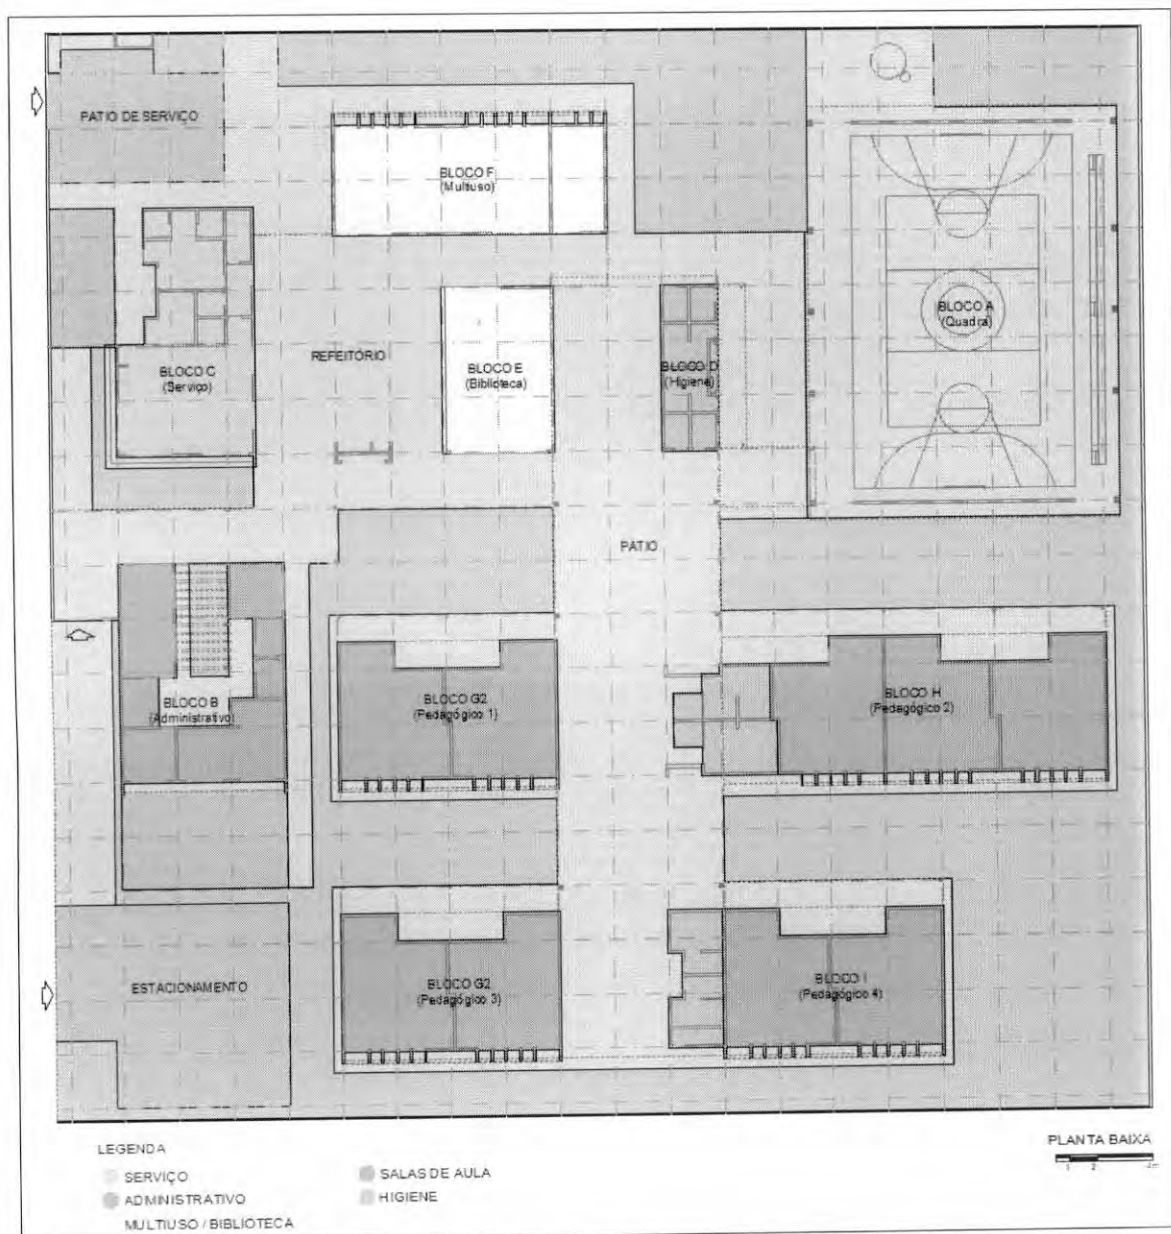 PATIO DE SERVIÇO
BLOCO F
(Multiuso)
BLOCO A
(Quadra)
REFEITÓRIO
BLOCO C
(Serviço)
BLOCO E
(Biblioteca)
BLOCO D
(Higiene)
PATIO
BLOCO B
(Administrativo)
BLOCO G2
(Pedagógico 1)
BLOCO H
(Pedagógico 2)
ESTACIONAMENTO
BLOCO G2
(Pedagógico 3)
BLOCO I
(Pedagógico 4)
LEGENDA
SERVIÇO
ADMINISTRATIVO
MULTIUSO / BIBLIOTECA
SALAS DE AULA
HIGIENE
PLANTA BAIXA
1 2